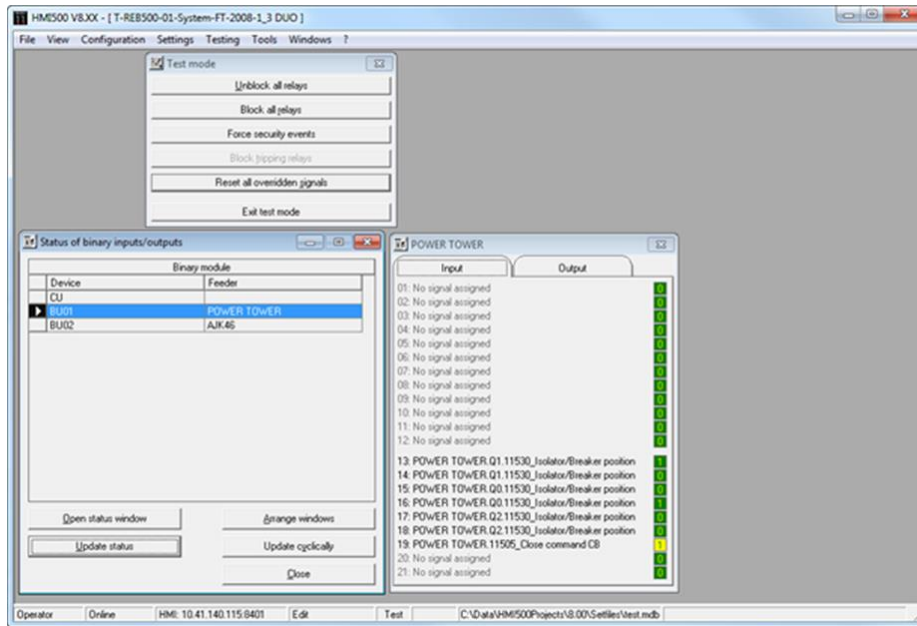 HMI500 V8.XX - [ T-REB500-01-System-FT-2008-1_3 DUO ]
File View Configuration Settings Testing Tools Windows ?
Test mode
Unblock all relays
Block all relays
Force security events
Block tripping relays
Reset all overridden signals
Exit test mode
Status of binary inputs/outputs
Binary module
Device Feeder
CU
BU01 POWER TOWER
BU02 AJK46
Open status window Arrange windows
Update status Update cyclically
Close
POWER TOWER
Input Output
01: No signal assigned 0
02: No signal assigned 0
03: No signal assigned 0
04: No signal assigned 0
05: No signal assigned 0
06: No signal assigned 0
07: No signal assigned 0
08: No signal assigned 0
09: No signal assigned 0
10: No signal assigned 0
11: No signal assigned 0
12: No signal assigned 0
13: POWER TOWER.Q1.11530_Isolator/Breaker position 1
14: POWER TOWER.Q1.11530_Isolator/Breaker position 0
15: POWER TOWER.Q0.11530_Isolator/Breaker position 0
16: POWER TOWER.Q0.11530_Isolator/Breaker position 1
17: POWER TOWER.Q2.11530_Isolator/Breaker position 0
18: POWER TOWER.Q2.11530_Isolator/Breaker position 0
19: POWER TOWER.11505_Close command CB 1
20: No signal assigned 0
21: No signal assigned 0
Operator Online HMI: 10.41.140.115:8401 Edit Test C:\Data\HMI500Projects\8.00\Setfiles\test.mdb